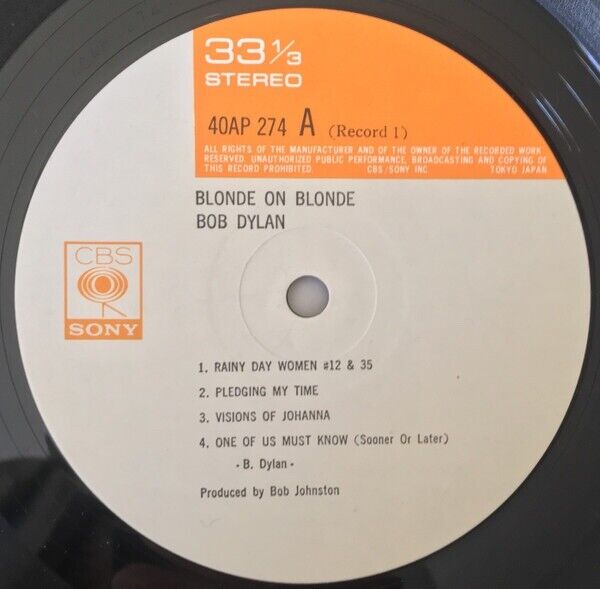 33 1/3
STEREO
40AP 274 A (Record 1)
ALL RIGHTS OF THE MANUFACTURER AND OF THE OWNER OF THE RECORDED WORK
RESERVED. UNAUTHORIZED PUBLIC PERFORMANCE, BROADCASTING AND COPYING OF
THIS RECORD PROHIBITED. CBS/SONY INC TOKYO JAPAN
BLONDE ON BLONDE
BOB DYLAN
CBS
SONY
1. RAINY DAY WOMEN #12 & 35
2. PLEDGING MY TIME
3. VISIONS OF JOHANNA
4. ONE OF US MUST KNOW (Sooner Or Later)
- B. Dylan -
Produced by Bob Johnston